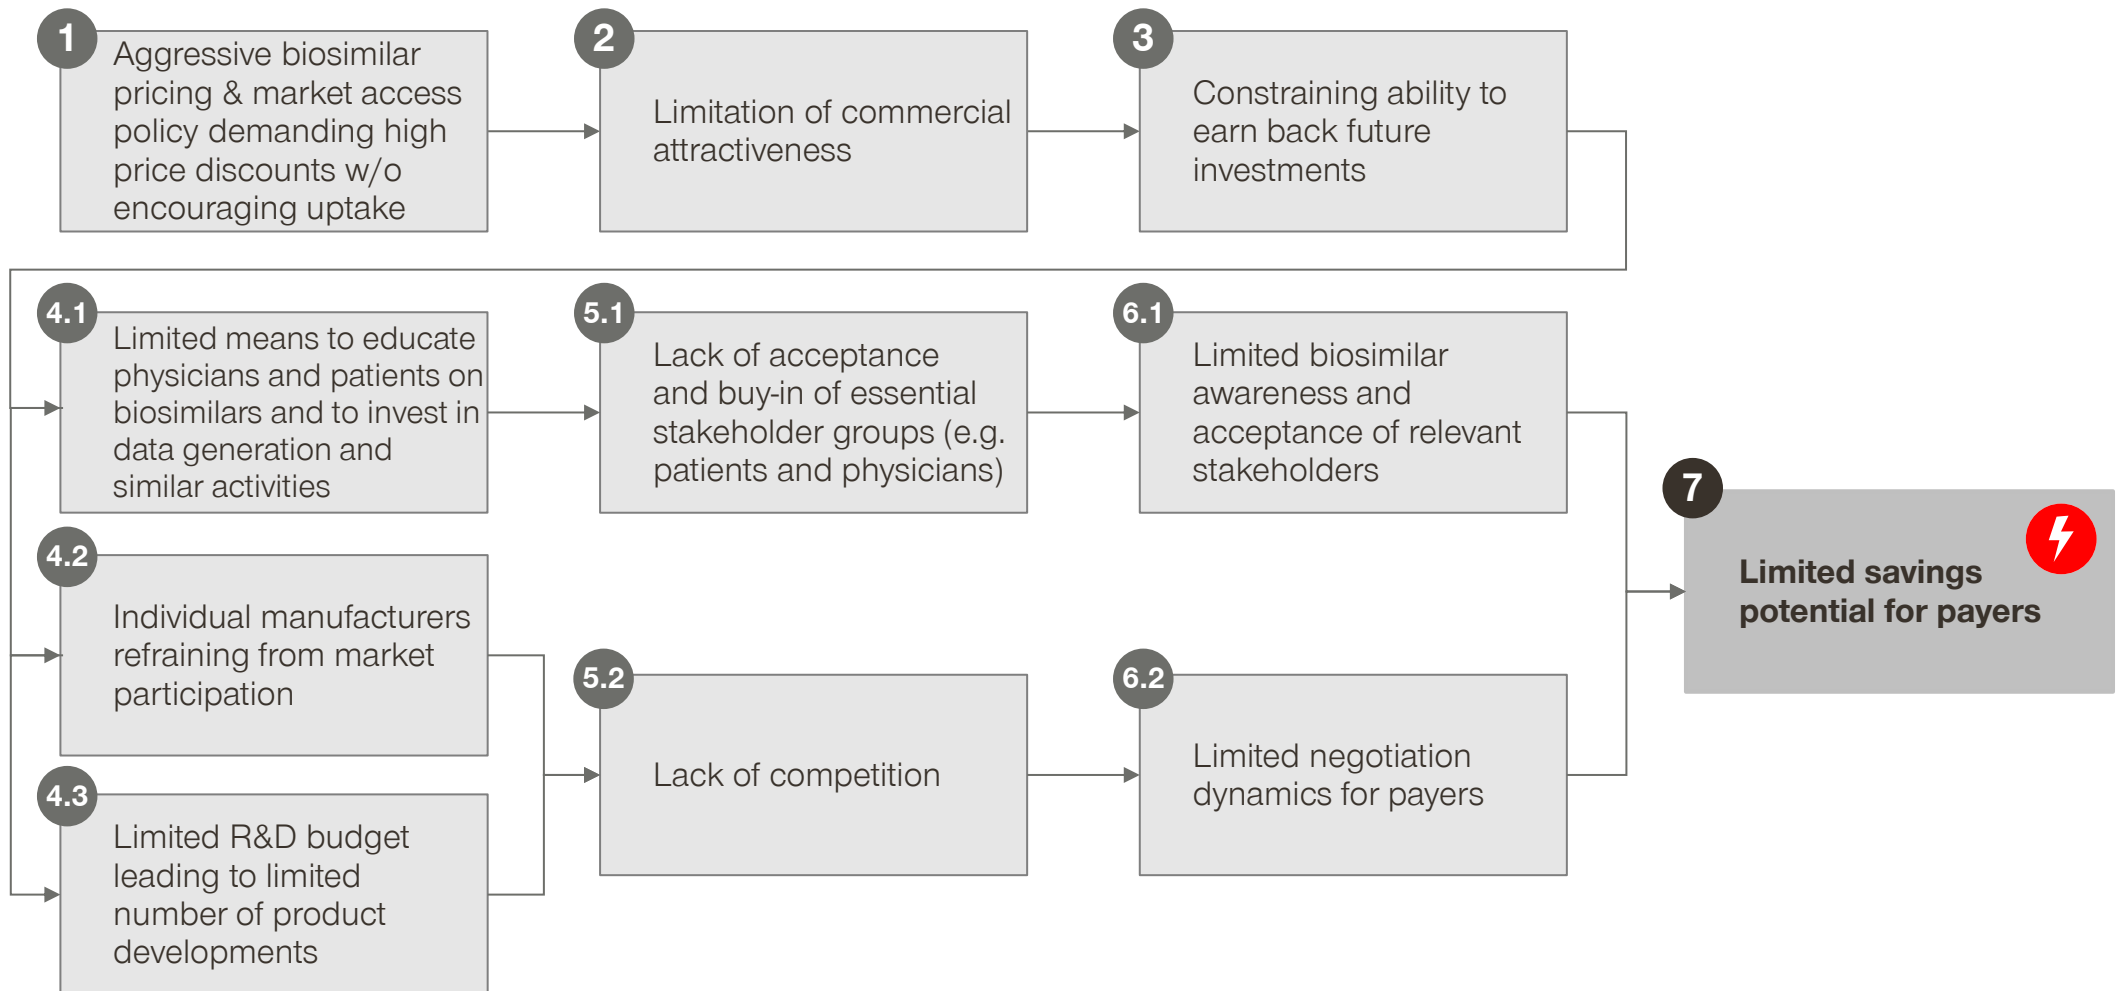 1
Aggressive biosimilar
pricing & market access
policy demanding high
price discounts w/o
encouraging uptake
2
Limitation of commercial
attractiveness
3
Constraining ability to
earn back future
investments
4.1
Limited means to educate
physicians and patients on
biosimilars and to invest in
data generation and
similar activities
5.1
Lack of acceptance
and buy-in of essential
stakeholder groups (e.g.
patients and physicians)
6.1
Limited biosimilar
awareness and
acceptance of relevant
stakeholders
4.2
Individual manufacturers
refraining from market
participation
4.3
Limited R&D budget
leading to limited
number of product
developments
5.2
Lack of competition
6.2
Limited negotiation
dynamics for payers
7
Limited savings
potential for payers